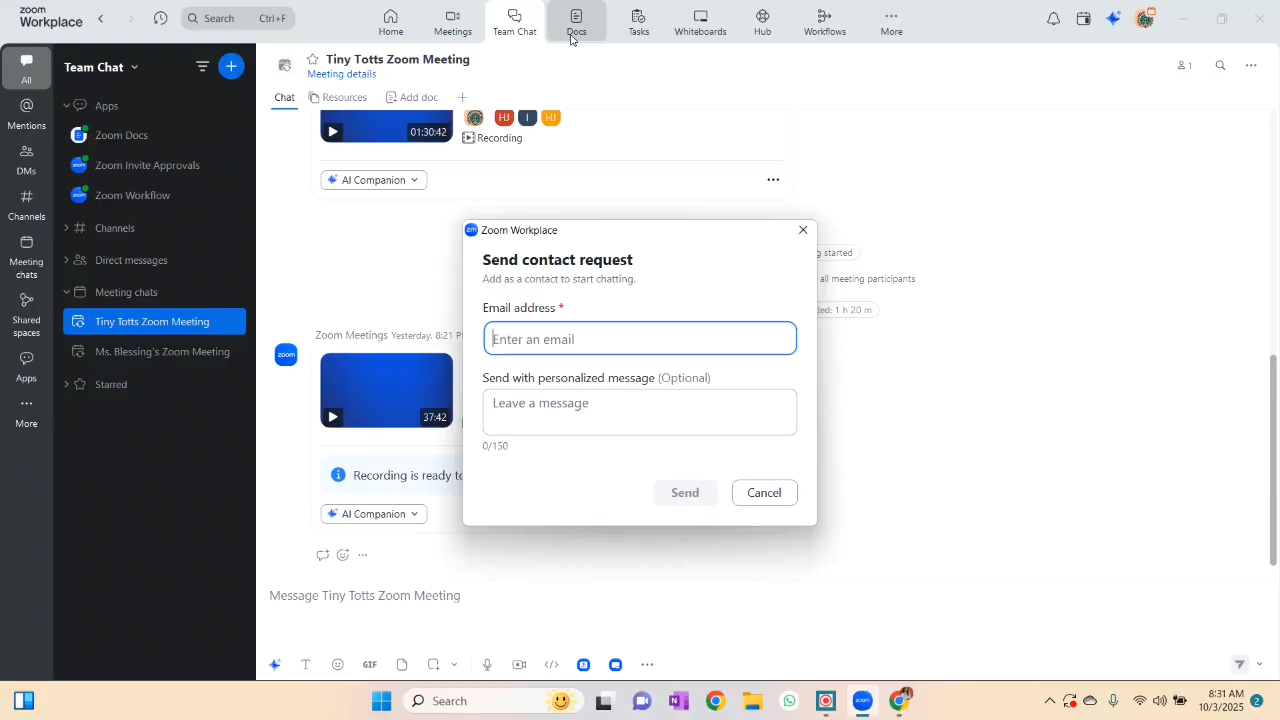 zoom
Workplace
Search Ctrl+F
Home
Meetings
Team Chat
Docs
Tasks
Whiteboards
Hub
Workflows
More
All
Mentions
DMs
Channels
Meeting
chats
Shared
spaces
Apps
More
Team Chat
Apps
Zoom Docs
zoom
Zoom Invite Approvals
zoom
Zoom Workflow
Channels
Direct messages
Meeting chats
Tiny Totts Zoom Meeting
Ms. Blessing's Zoom Meeting
Starred
Tiny Totts Zoom Meeting
Meeting details
1
Chat
Resources
Add doc
01:30:42
HJ
I
HJ
Recording
AI Companion
g started
all meeting participants
ded: 1 h 20 m
Zoom Meetings Yesterday, 8:21 P
zoom
37:42
Recording is ready to
AI Companion
zm Zoom Workplace
Send contact request
Add as a contact to start chatting.
Email address *
Enter an email
Send with personalized message (Optional)
Leave a message
0/150
Send
Cancel
Message Tiny Totts Zoom Meeting
GIF
Search
zoom
8:31 AM
10/3/2025
2